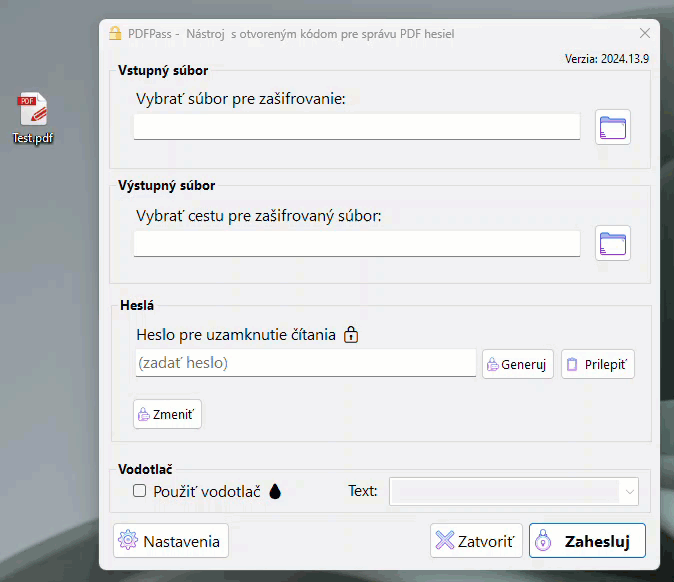 PDFPass - Nástroj s otvoreným kódom pre správu PDF hesiel
Verzia: 2024.13.9
Vstupný súbor
Vybrať súbor pre zašifrovanie:
PDF
Test.pdf
Výstupný súbor
Vybrať cestu pre zašifrovaný súbor:
Heslá
Heslo pre uzamknutie čítania
(zadať heslo) Generuj Prilepiť
Zmeniť
Vodotlač
Použiť vodotlač Text:
Nastavenia Zatvoriť Zahesluj